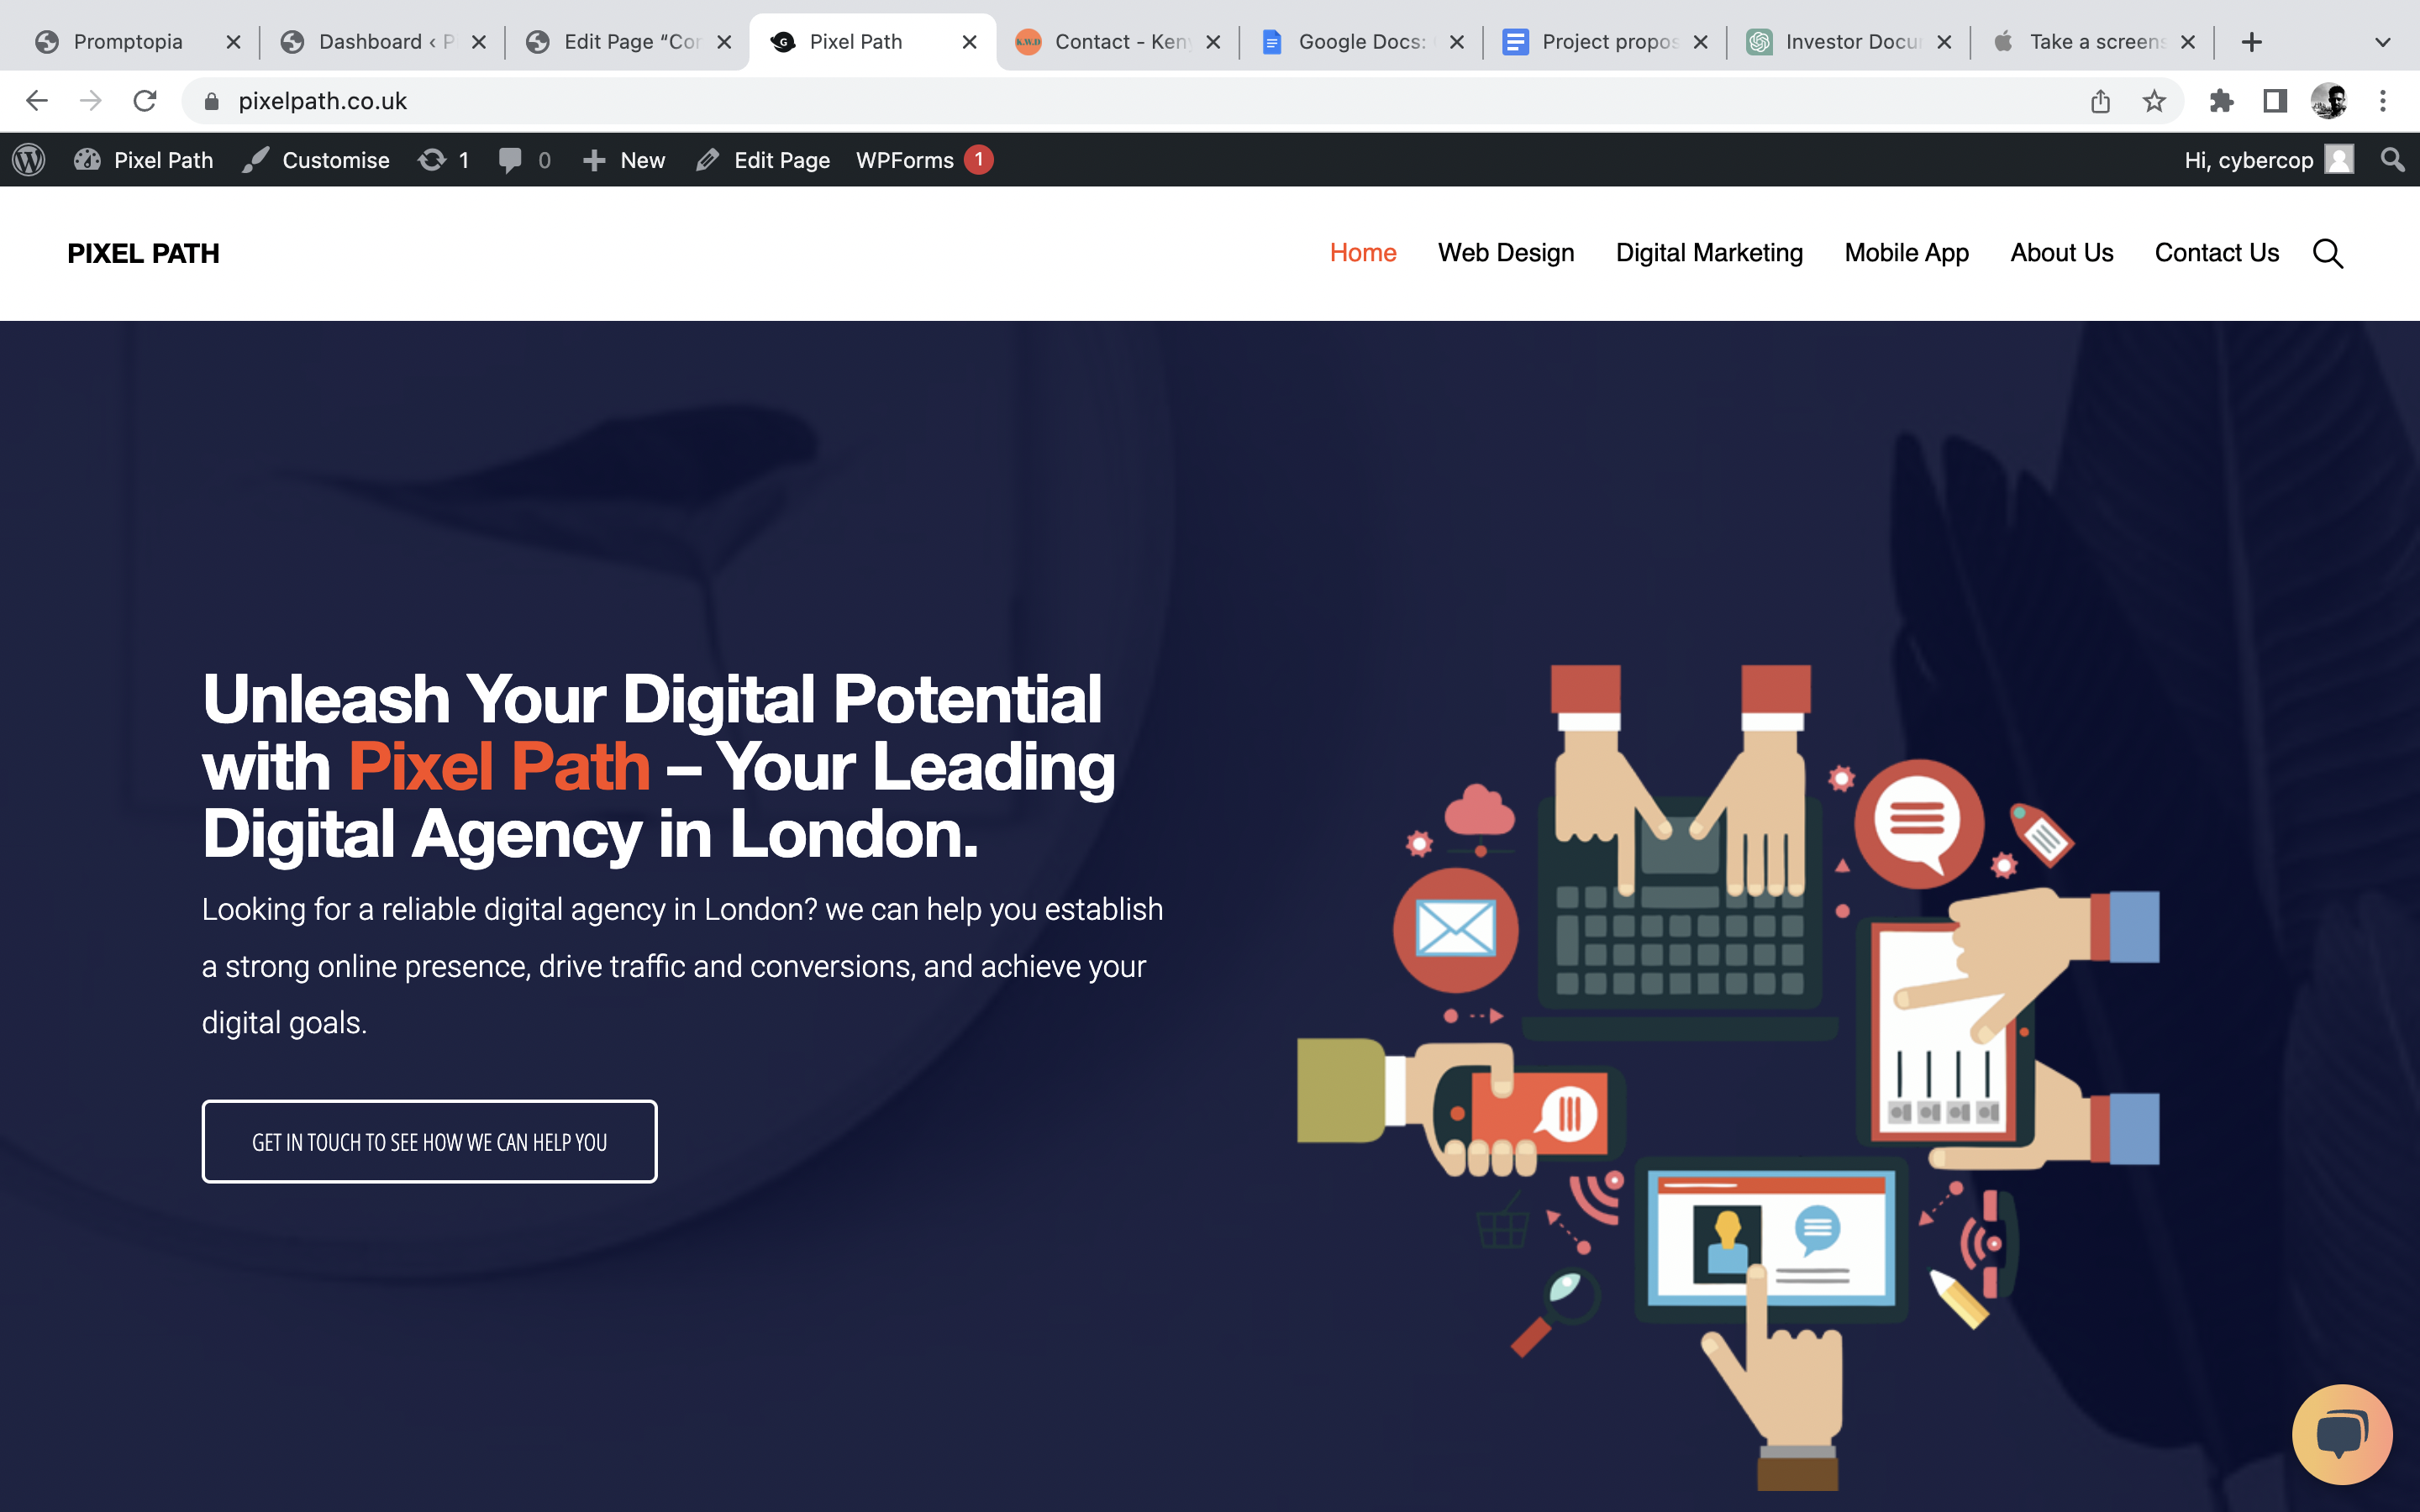 Promptopia
Dashboard ‹ P
Edit Page “Cor
Pixel Path
Contact - Keny
Google Docs:
Project propos
Investor Docu
Take a screens
pixelpath.co.uk
Pixel Path
Customise
1
0
New
Edit Page
WPForms 1
Hi, cybercop
PIXEL PATH
Home
Web Design
Digital Marketing
Mobile App
About Us
Contact Us
Unleash Your Digital Potential
with Pixel Path – Your Leading
Digital Agency in London.
Looking for a reliable digital agency in London? we can help you establish
a strong online presence, drive traffic and conversions, and achieve your
digital goals.
GET IN TOUCH TO SEE HOW WE CAN HELP YOU